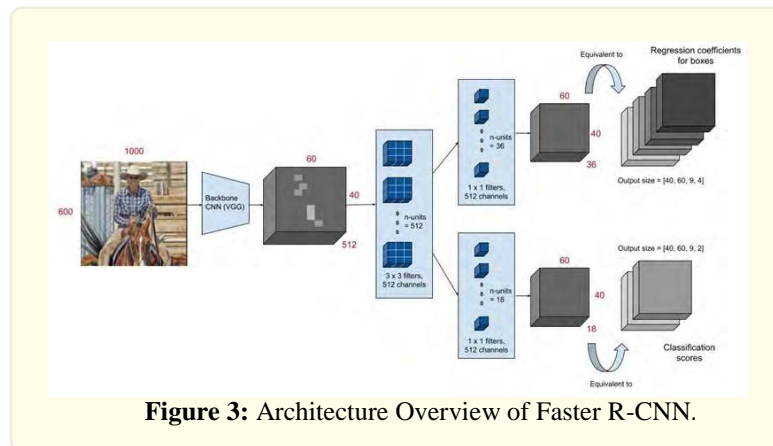 Equivalent to
Regression coefficients
for boxes
1000
600
Backbone
CNN (VGG)
60
40
512
n-units
= 512
3 x 3 filters,
512 channels
n-units
= 36
1 x 1 filters,
512 channels
60
40
36
Output size = [40, 60, 9, 4]
n-units
= 18
1 x 1 filters,
512 channels
60
40
18
Output size = [40, 60, 9, 2]
Classification
scores
Equivalent to
Figure 3: Architecture Overview of Faster R-CNN.